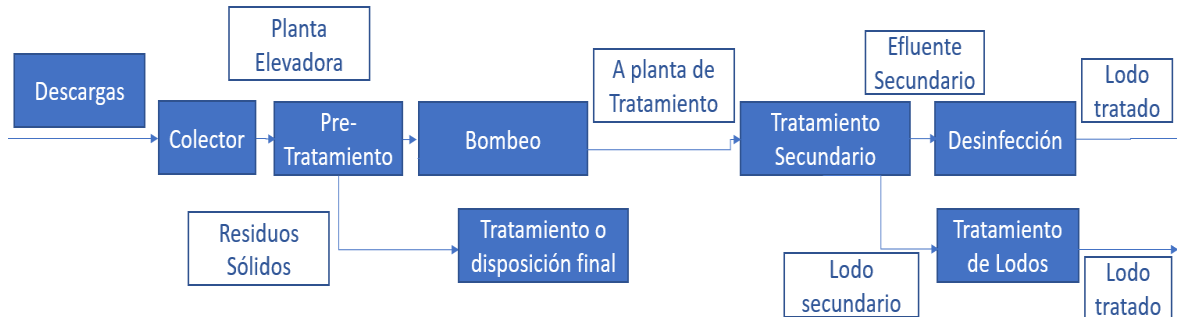 Planta
Elevadora
Descargas
Colector
Pre-
Tratamiento
Bombeo
A planta de
Tratamiento
Tratamiento
Secundario
Efluente
Secundario
Desinfección
Lodo
tratado
Residuos
Sólidos
Tratamiento o
disposición final
Lodo
secundario
Tratamiento
de Lodos
Lodo
tratado